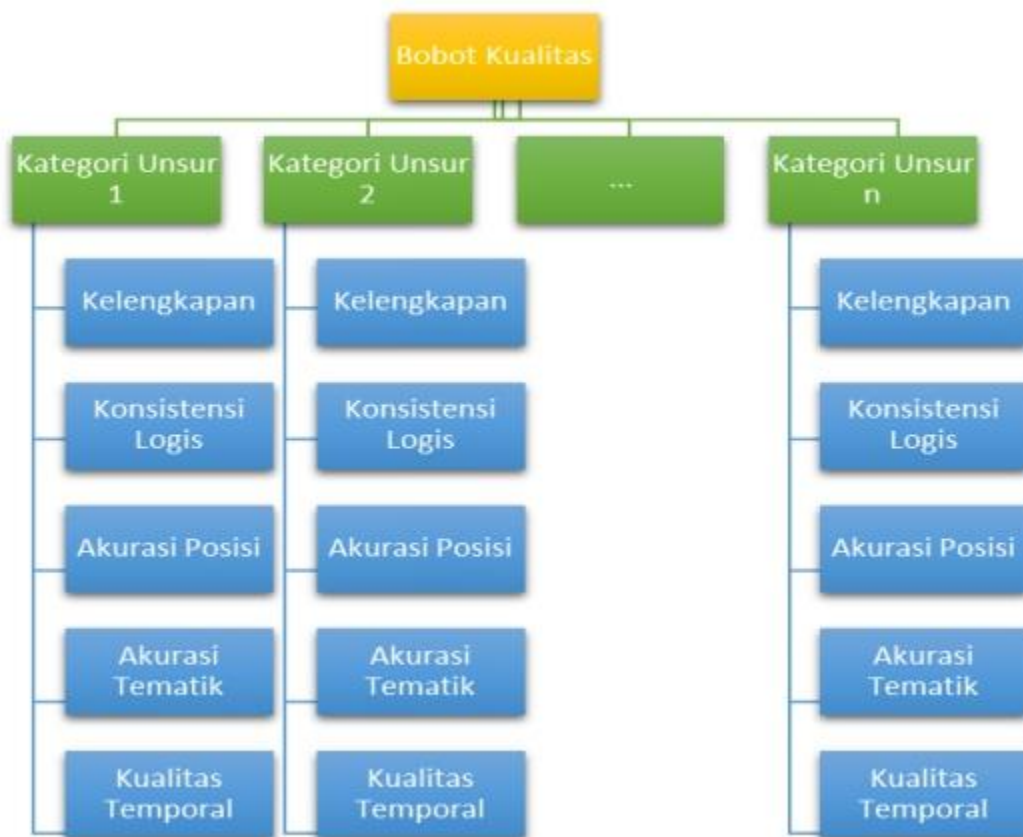 Bobot Kualitas
Kategori Unsur
1
Kategori Unsur
2
...
Kategori Unsur
n
Kelengkapan
Konsistensi
Logis
Akurasi Posisi
Akurasi
Tematik
Kualitas
Temporal
Kelengkapan
Konsistensi
Logis
Akurasi Posisi
Akurasi
Tematik
Kualitas
Temporal
Kelengkapan
Konsistensi
Logis
Akurasi Posisi
Akurasi
Tematik
Kualitas
Temporal